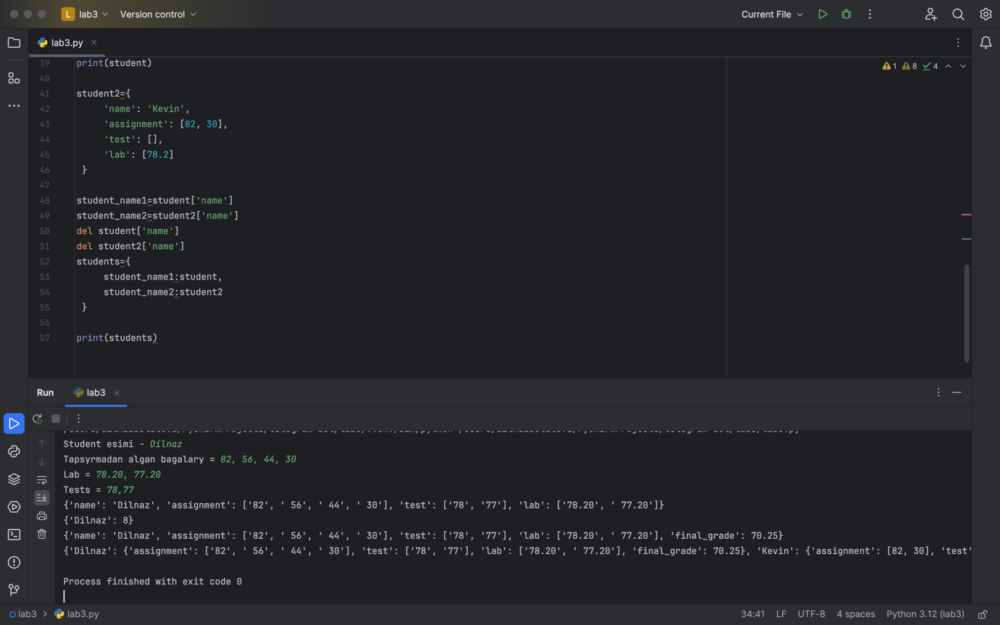 L lab3 Version control Current File
lab3.py
1 8 4
39 print(student)
40
41 student2={
42 'name': 'Kevin',
43 'assignment': [82, 30],
44 'test': [],
45 'lab': [78.2]
46 }
47
48 student_name1=student['name']
49 student_name2=student2['name']
50 del student['name']
51 del student2['name']
52 students={
53 student_name1:student,
54 student_name2:student2
55 }
56
57 print(students)
Run lab3
Student esimi - Dilnaz
Tapsyrmadan algan bagalary = 82, 56, 44, 30
Lab = 78.20, 77.20
Tests = 78,77
{'name': 'Dilnaz', 'assignment': ['82', ' 56', ' 44', ' 30'], 'test': ['78', '77'], 'lab': ['78.20', ' 77.20']}
{'Dilnaz': 8}
{'name': 'Dilnaz', 'assignment': ['82', ' 56', ' 44', ' 30'], 'test': ['78', '77'], 'lab': ['78.20', ' 77.20'], 'final_grade': 70.25}
{'Dilnaz': {'assignment': ['82', ' 56', ' 44', ' 30'], 'test': ['78', '77'], 'lab': ['78.20', ' 77.20'], 'final_grade': 70.25}, 'Kevin': {'assignment': [82, 30], 'test'
Process finished with exit code 0
lab3 > lab3.py 34:41 LF UTF-8 4 spaces Python 3.12 (lab3)